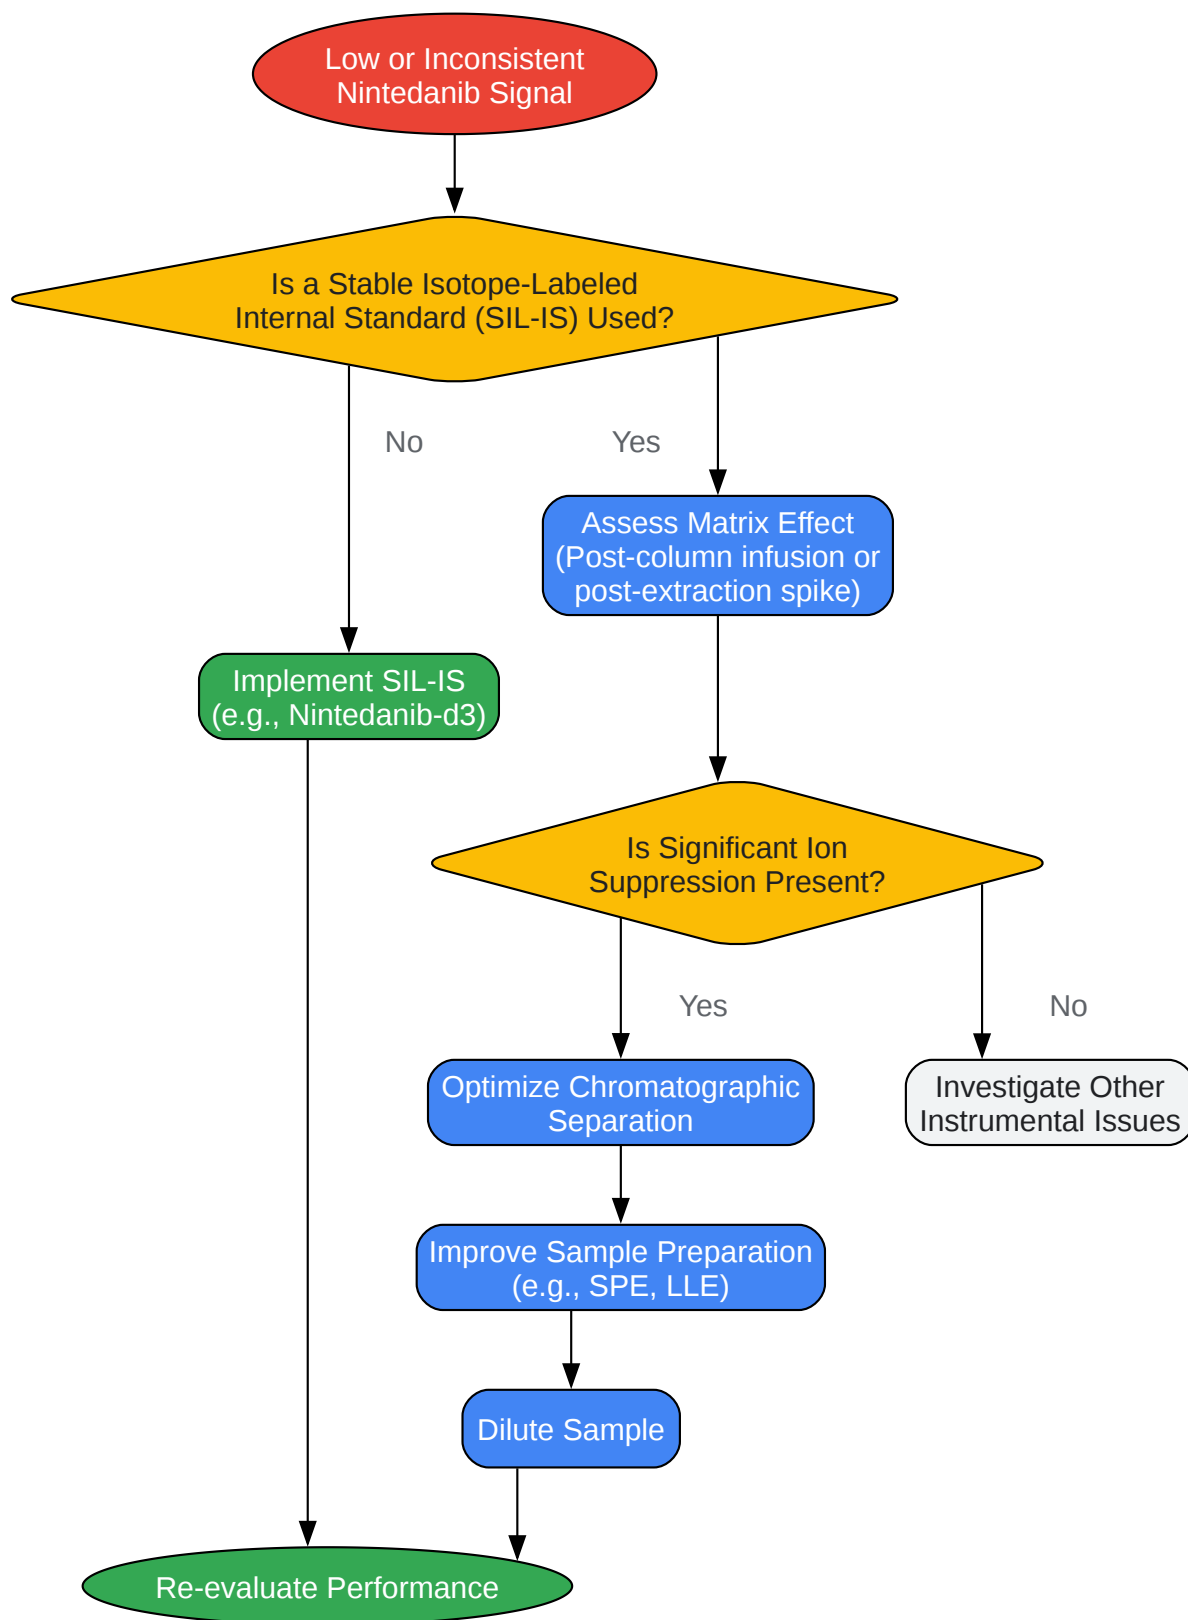 Low or Inconsistent
Nintedanib Signal
Is a Stable Isotope-Labeled
Internal Standard (SIL-IS) Used?
No
Yes
Assess Matrix Effect
(Post-column infusion or
post-extraction spike)
Implement SIL-IS
(e.g., Nintedanib-d3)
Is Significant Ion
Suppression Present?
Yes
No
Optimize Chromatographic
Separation
Investigate Other
Instrumental Issues
Improve Sample Preparation
(e.g., SPE, LLE)
Dilute Sample
Re-evaluate Performance